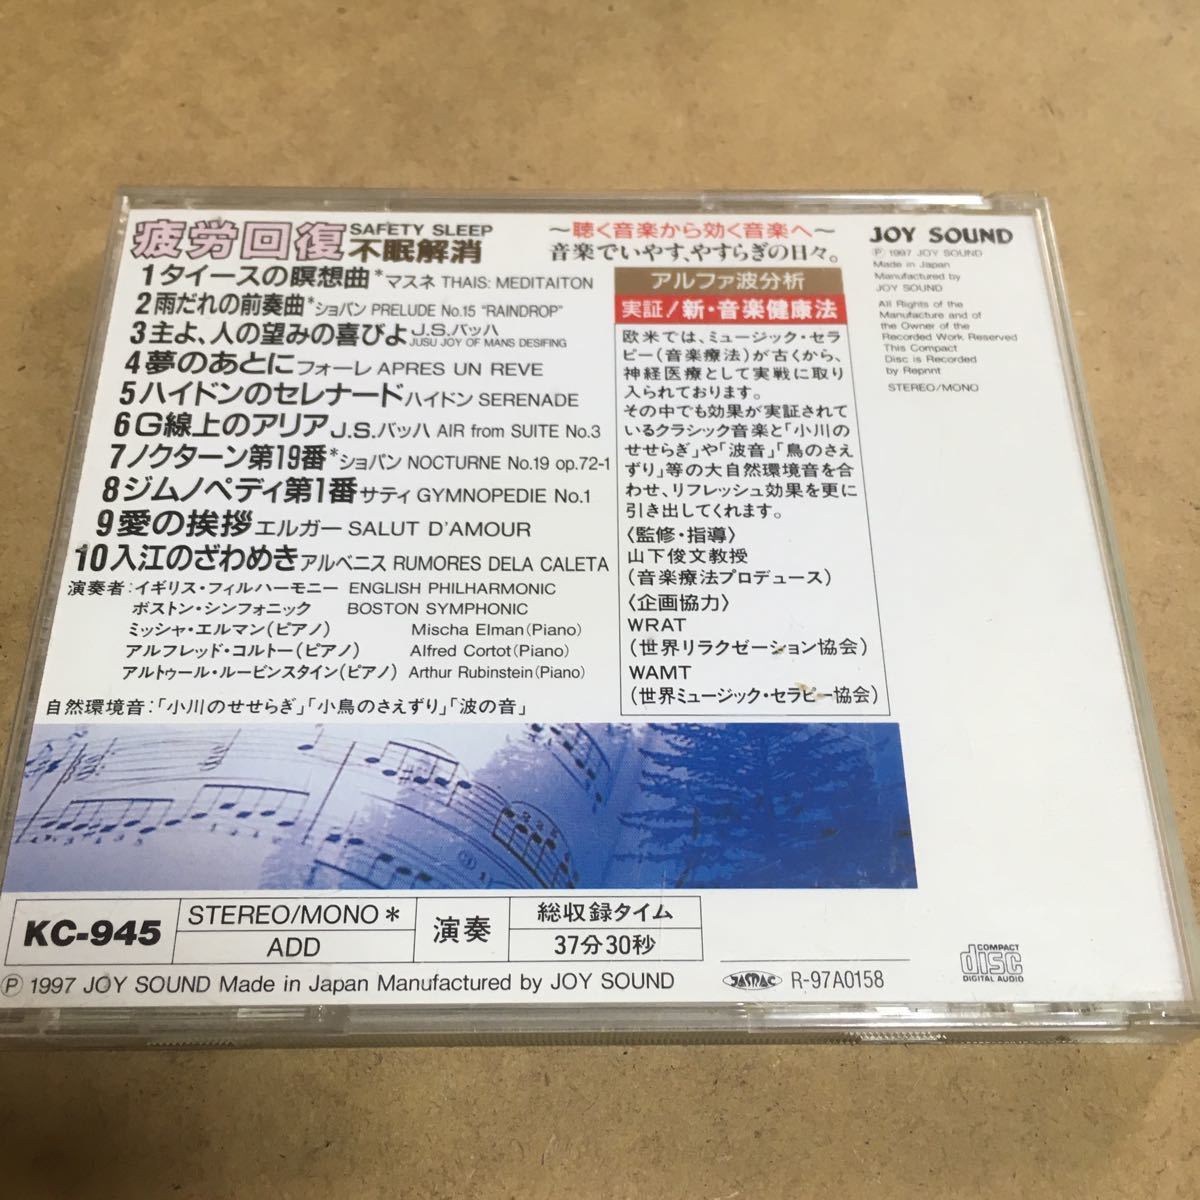 疲労回復 SAFETY SLEEP 不眠解消
1タイースの瞑想曲*マスネ THAIS: MEDITAITON
2雨だれの前奏曲*ショパン PRELUDE No.15 "RAINDROP"
3主よ、人の望みの喜びよ J.S.バッハ JUSU JOY OF MANS DESIFING
4夢のあとに フォーレ APRES UN REVE
5ハイドンのセレナード ハイドン SERENADE
6G線上のアリア J.S.バッハ AIR from SUITE No.3
7ノクターン第19番*ショパン NOCTURNE No.19 op.72-1
8ジムノペディ第1番 サティ GYMNOPEDIE No.1
9愛の挨拶 エルガー SALUT D'AMOUR
10入江のざわめき アルベニス RUMORES DELA CALETA
演奏者:イギリス・フィルハーモニー ENGLISH PHILHARMONIC
ボストン・シンフォニック BOSTON SYMPHONIC
ミッシャ・エルマン(ピアノ) Mischa Elman(Piano)
アルフレッド・コルトー(ピアノ) Alfred Cortot(Piano)
アルトゥール・ルービンスタイン(ピアノ) Arthur Rubinstein(Piano)
自然環境音:「小川のせせらぎ」「小鳥のさえずり」「波の音」
〜聴く音楽から効く音楽へ〜
音楽でいやす、やすらぎの日々。
アルファ波分析
実証!新・音楽健康法
欧米では、ミュージック・セラ
ピー(音楽療法)が古くから、
神経医療として実戦に取り
入られております。
その中でも効果が実証されて
いるクラシック音楽と「小川の
せせらぎ」や「波音」「鳥のさえ
ずり」等の大自然環境音を合
わせ、リフレッシュ効果を更に
引き出してくれます。
〈監修・指導〉
山下俊文教授
(音楽療法プロデュース)
〈企画協力〉
WRAT
(世界リラクゼーション協会)
WAMT
(世界ミュージック・セラピー協会)
JOY SOUND
Ⓟ 1997 JOY SOUND
Made in Japan
Manufactured by
JOY SOUND
All Rights of the
Manufacture and of
the Owner of the
Recorded Work Reserved
This Compact
Disc is Recorded
by Repnnt
STEREO/MONO
KC-945
STEREO/MONO*
ADD
演奏
総収録タイム
37分30秒
Ⓟ 1997 JOY SOUND Made in Japan Manufactured by JOY SOUND
JASRAC R-97A0158
COMPACT
disc
DIGITAL AUDIO